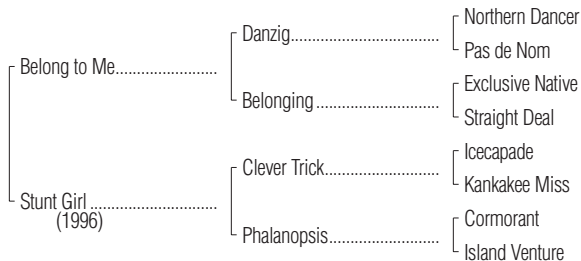 Northern Dancer
Danzig
Pas de Nom
Belong to Me
Exclusive Native
Belonging
Straight Deal
Icecapade
Clever Trick
Kankakee Miss
Stunt Girl
(1996)
Cormorant
Phalanopsis
Island Venture